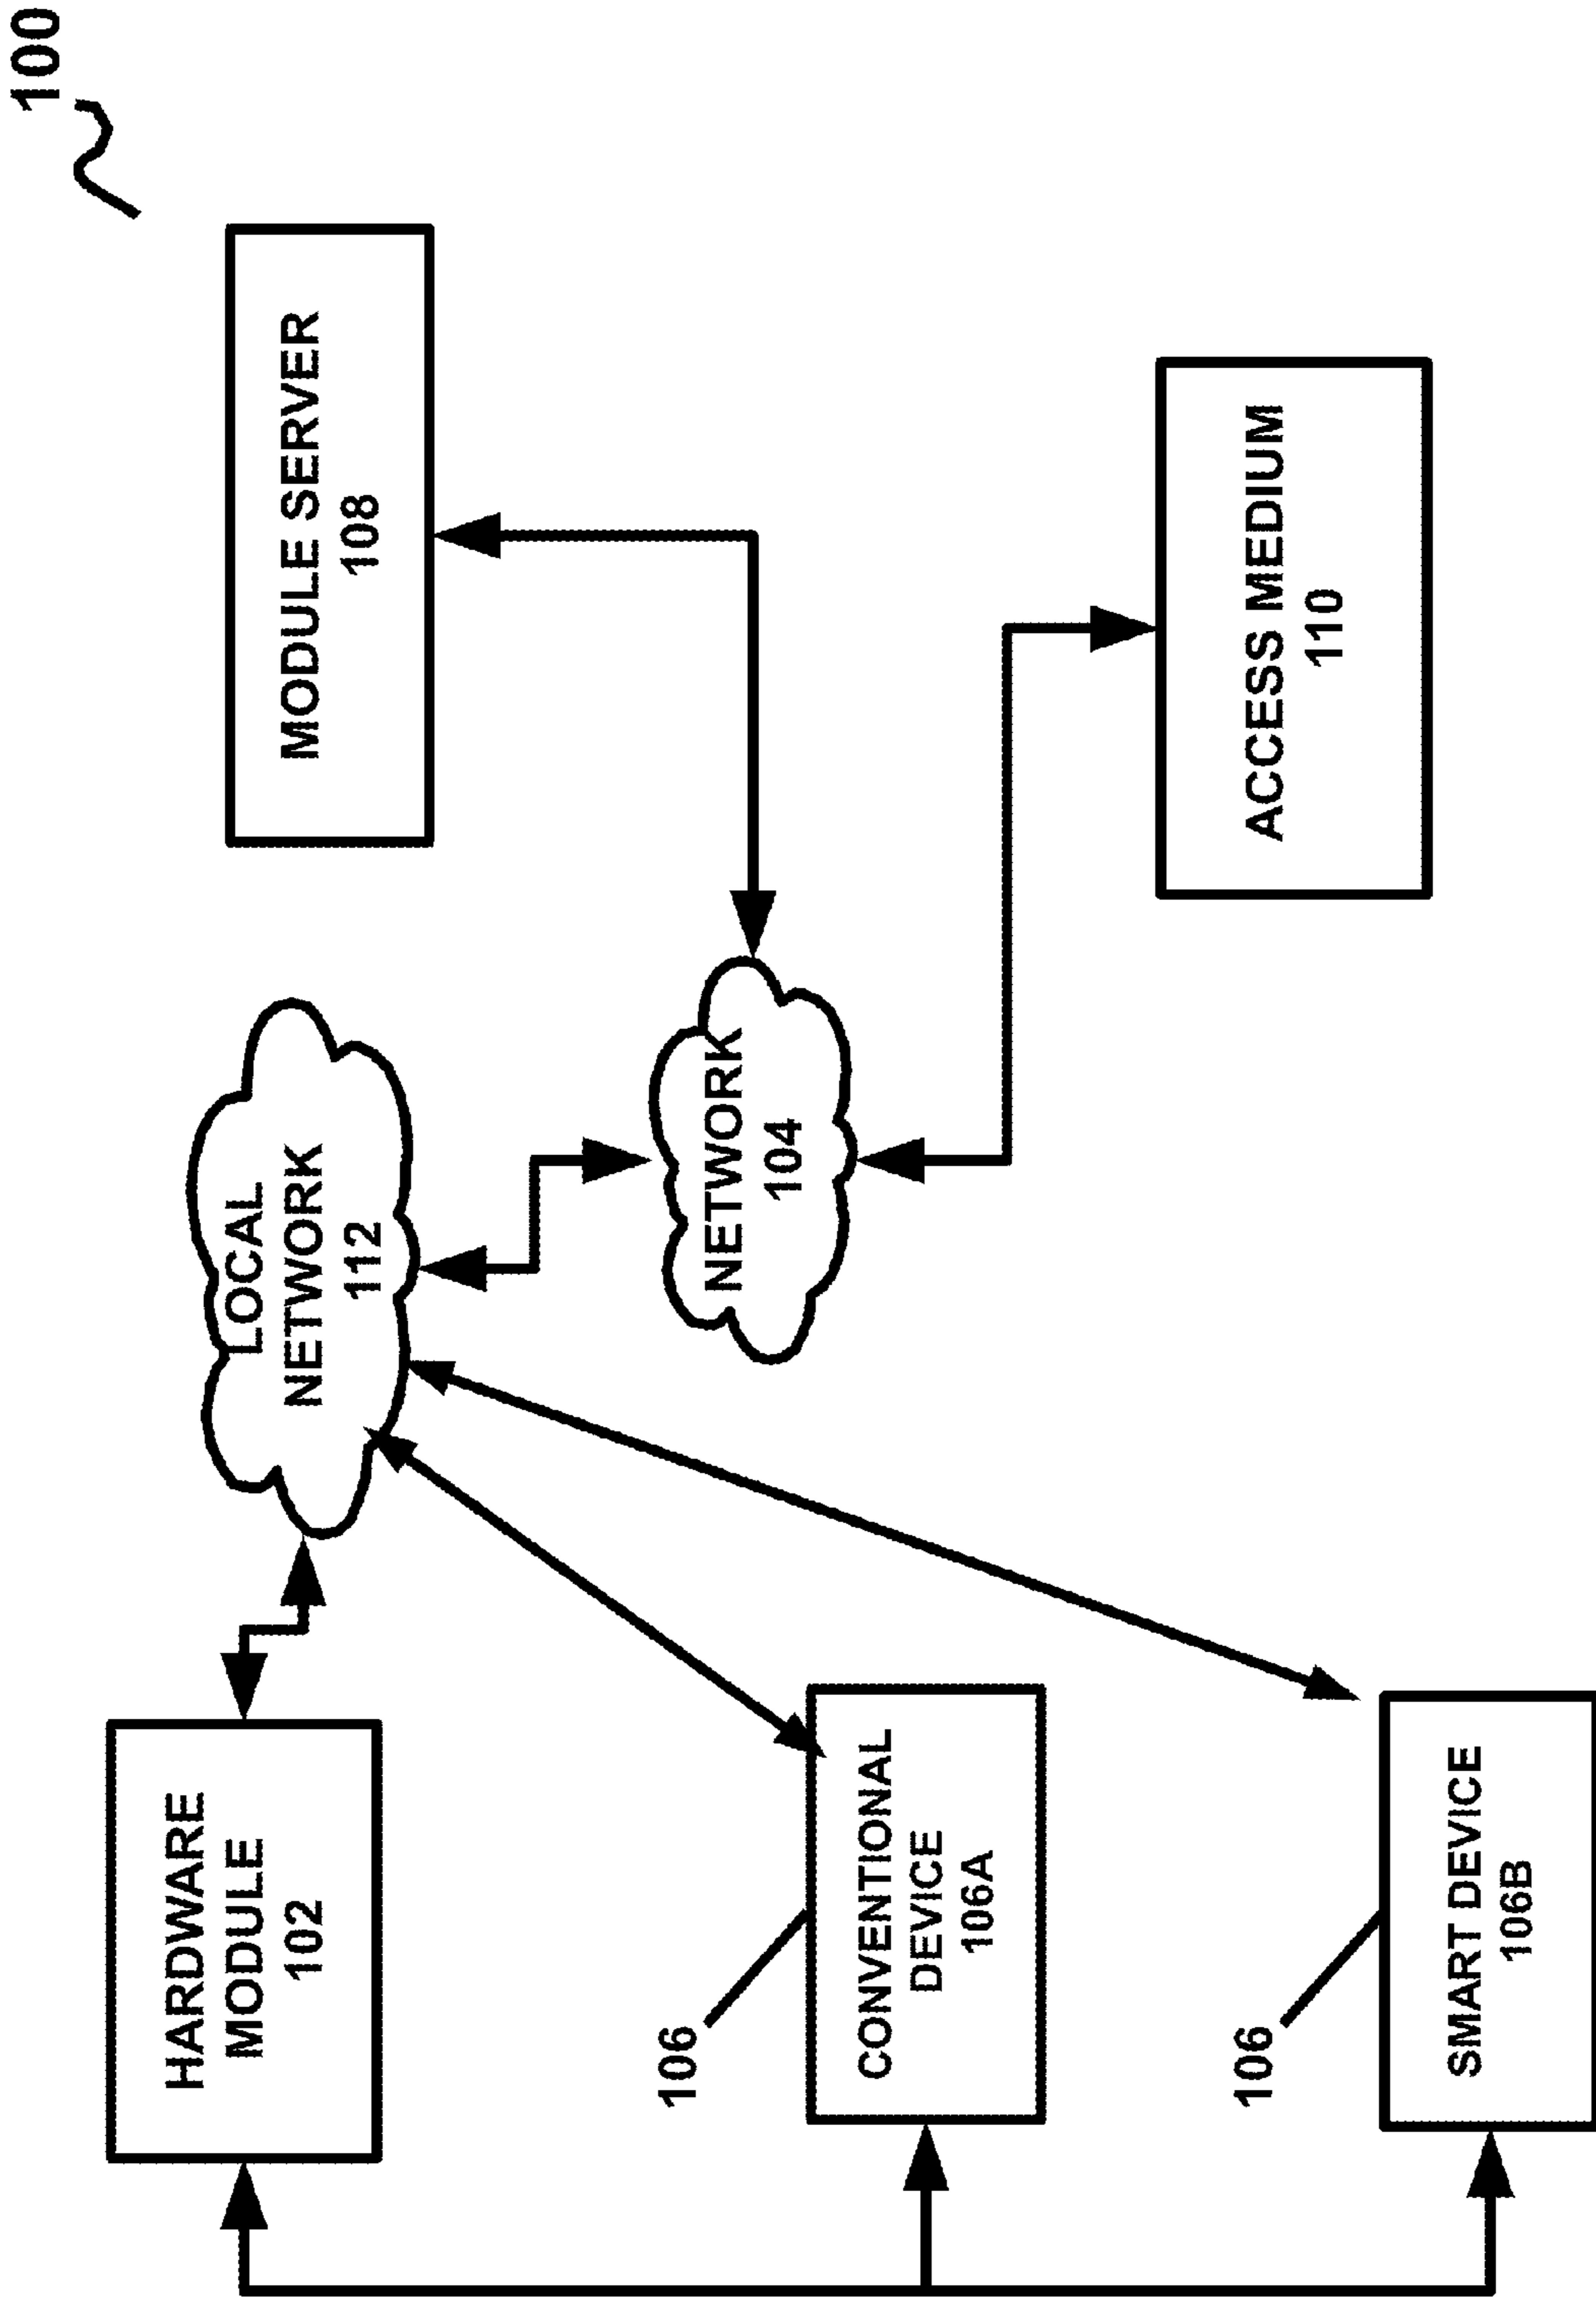 100
HARDWARE
MODULE
102
LOCAL
NETWORK
112
MODULE SERVER
108
106
CONVENTIONAL
DEVICE
106A
NETWORK
104
106
SMART DEVICE
106B
ACCESS MEDIUM
110